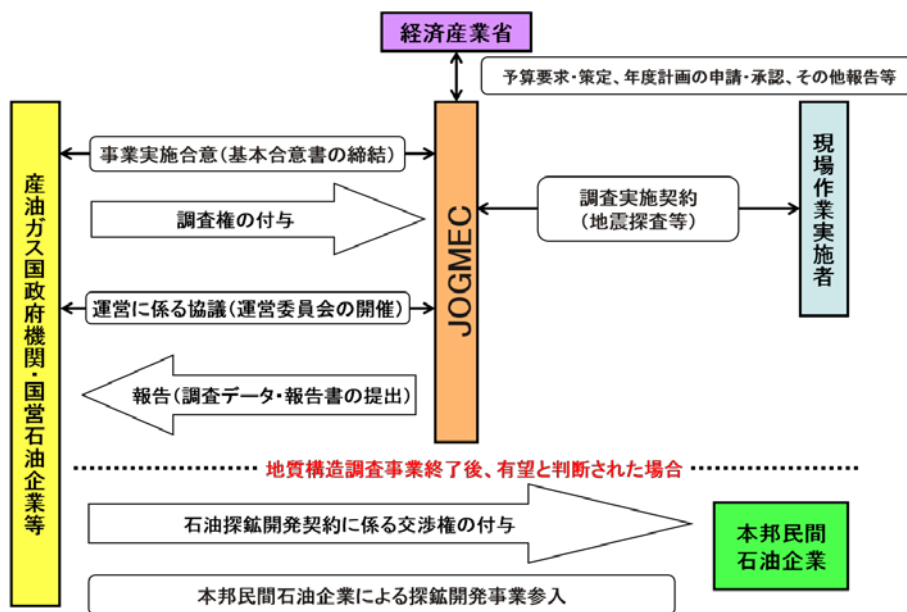 経済産業省
予算要求・策定、年度計画の申請・承認、その他報告等
産油ガス国政府機関・国営石油企業等
事業実施合意(基本合意書の締結)
調査権の付与
運営に係る協議(運営委員会の開催)
報告(調査データ・報告書の提出)
JOGMEC
調査実施契約
(地震探査等)
現場作業実施者
地質構造調査事業終了後、有望と判断された場合
石油探鉱開発契約に係る交渉権の付与
本邦民間
石油企業
本邦民間石油企業による探鉱開発事業参入